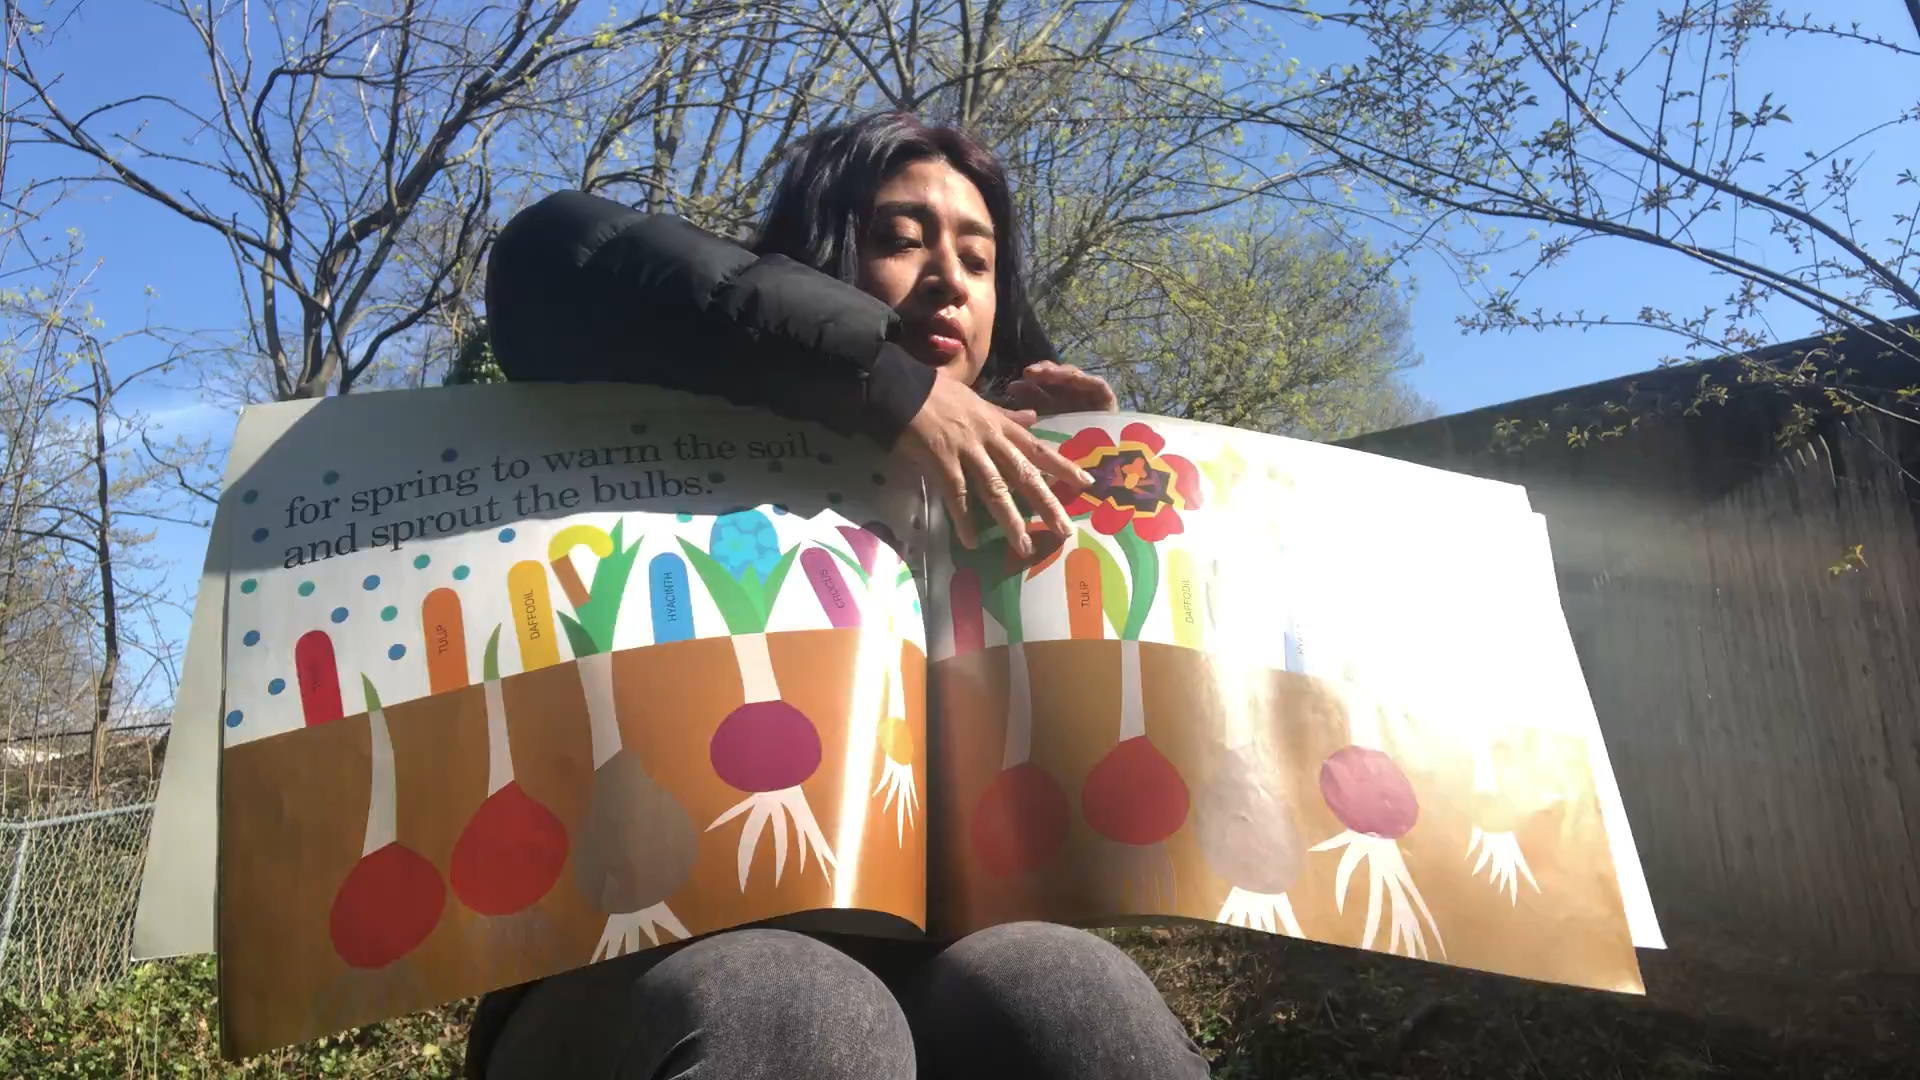 for spring to warm the soil
and sprout the bulbs.
TULIP
DAFFODIL
HYACINTH
CROCUS
TULIP
DAFFODIL